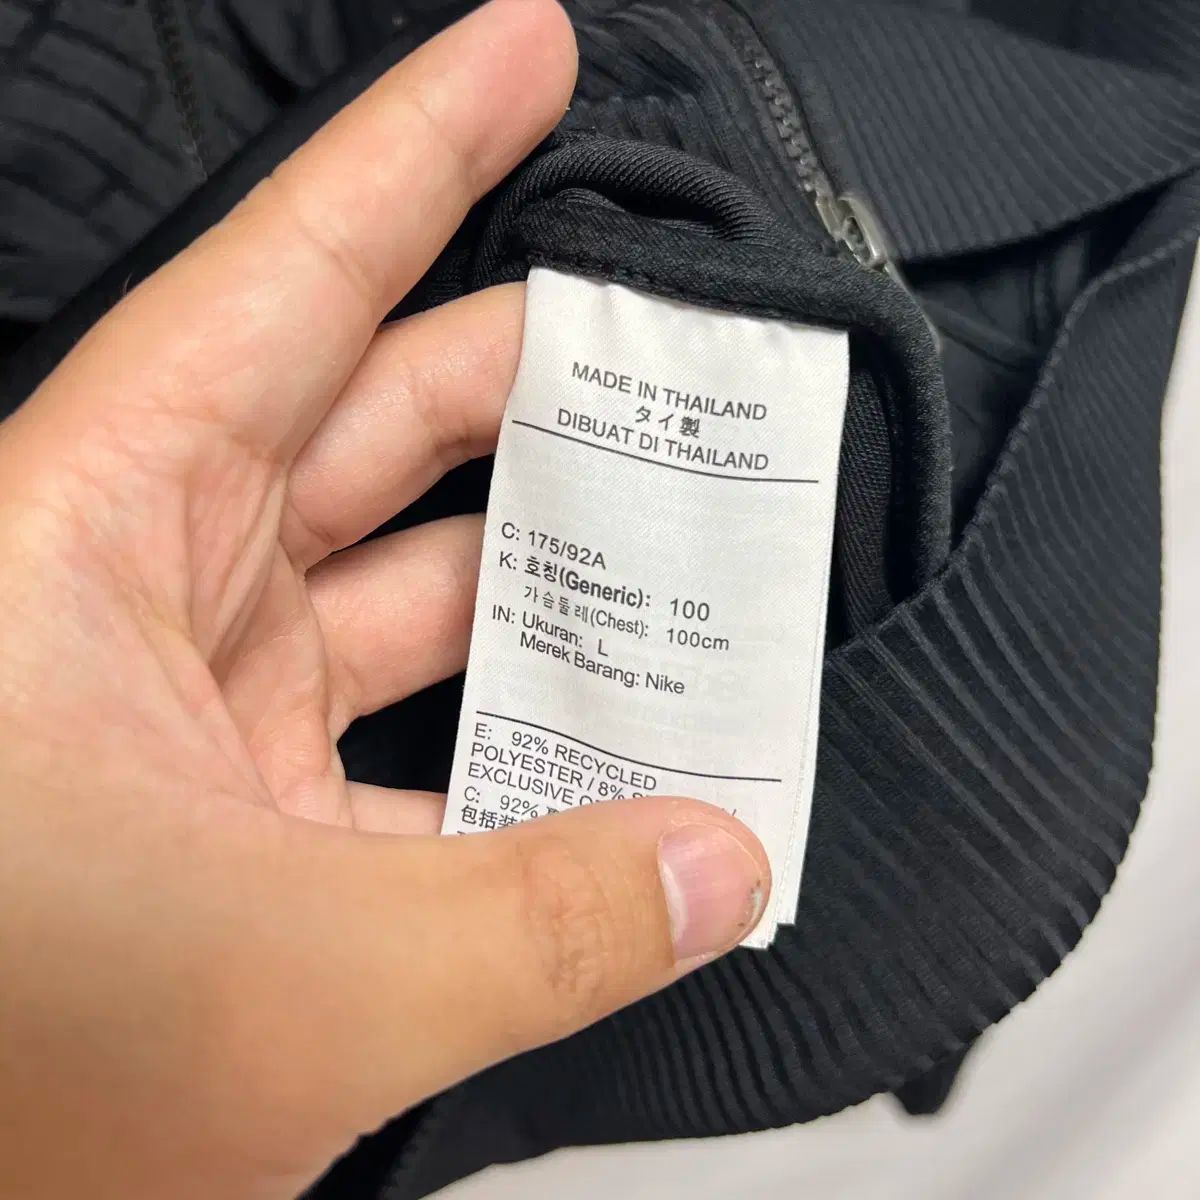 MADE IN THAILAND
タイ製
DIBUAT DI THAILAND
C: 175/92A
K: 호칭(Generic): 100
가슴둘레(Chest): 100cm
IN: Ukuran: L
Merek Barang: Nike
E: 92% RECYCLED
POLYESTER / 8%
EXCLUSIVE
C: 92%
包括装